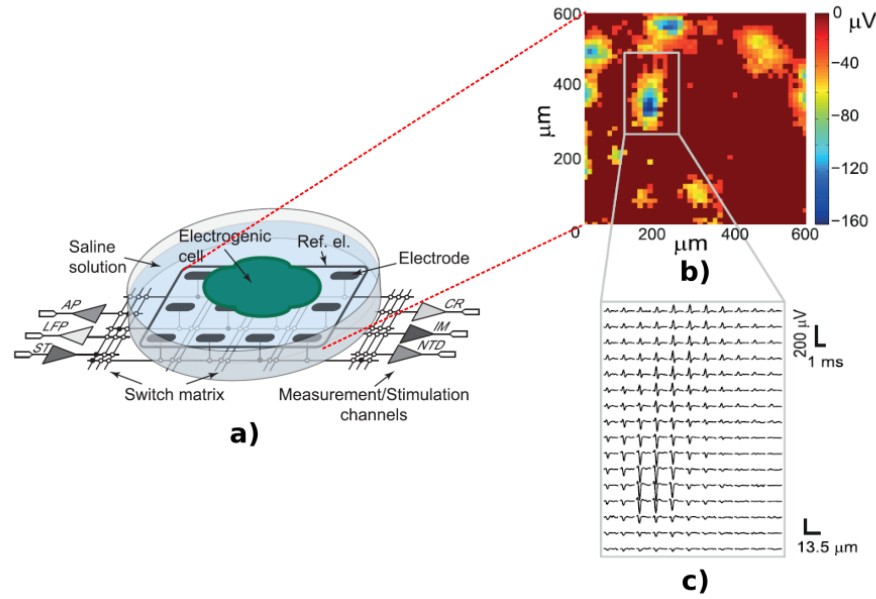 Saline
solution
Electrogenic
cell
Ref. el.
Electrode
AP
LFP
ST
CR
IM
NTD
Switch matrix
Measurement/Stimulation
channels
a)
600
400
200
0
μm
200
400
600
μm
μV
0
-40
-80
-120
-160
b)
200 μV
1 ms
13.5 μm
c)